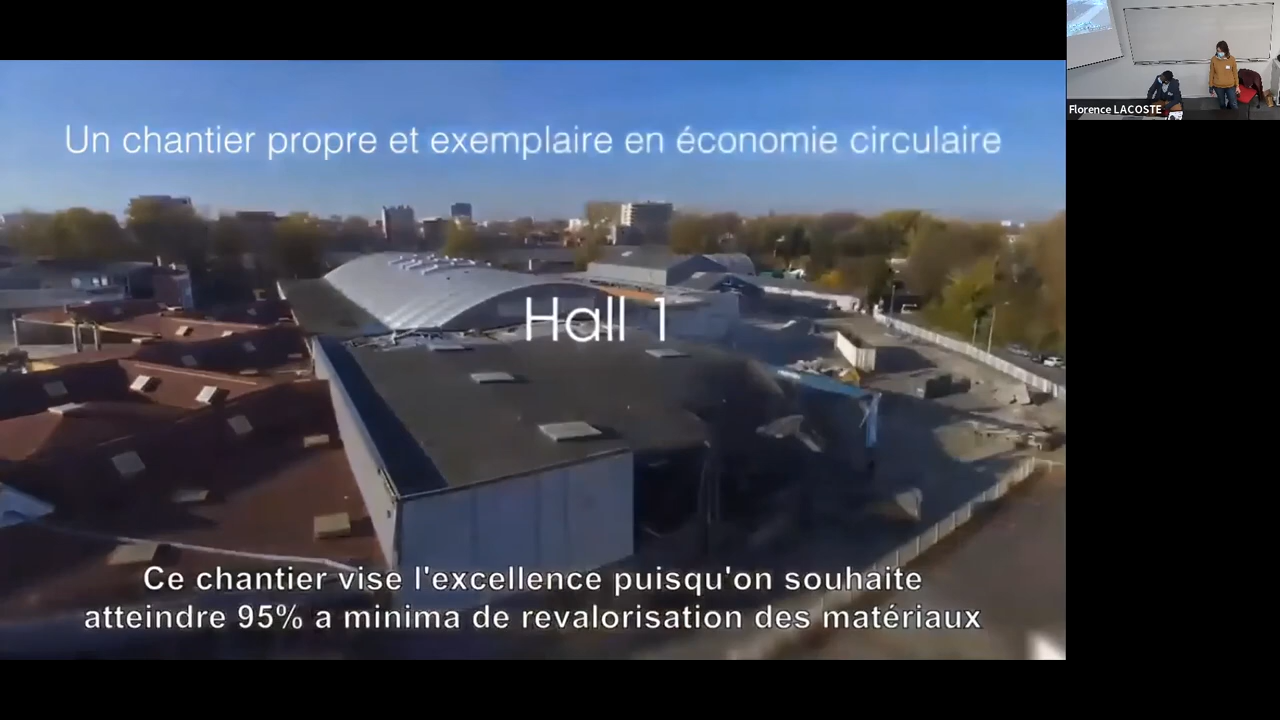 Un chantier propre et exemplaire en économie circulaire
Hall 1
Ce chantier vise l'excellence puisqu'on souhaite
atteindre 95% a minima de revalorisation des matériaux
Florence LACOSTE